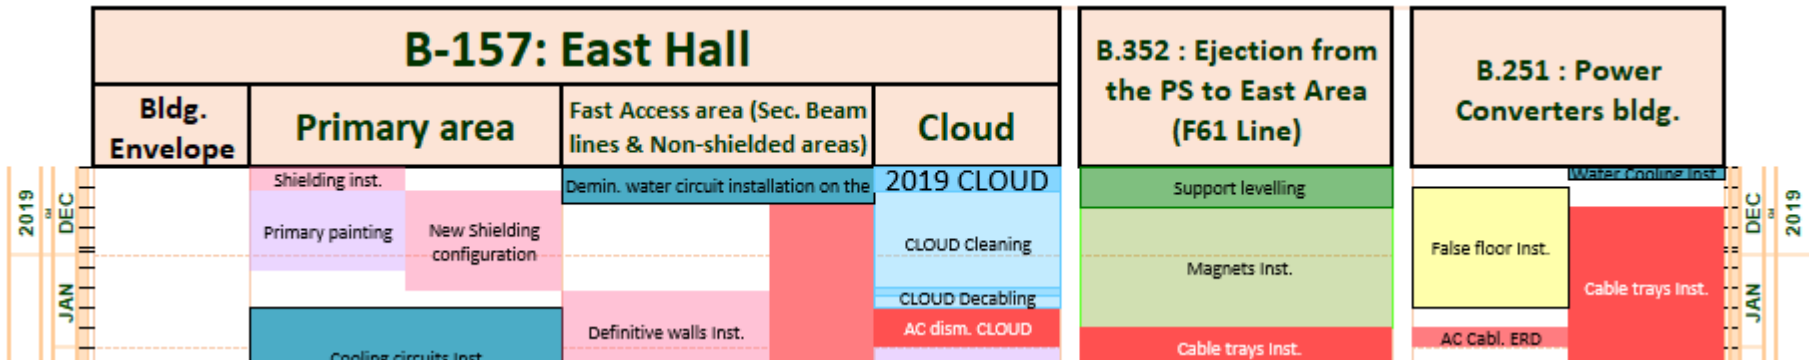 B-157: East Hall
B.352 : Ejection from
the PS to East Area
(F61 Line)
B.251 : Power
Converters bldg.
Bldg.
Envelope
Primary area
Fast Access area (Sec. Beam
lines & Non-shielded areas)
Cloud
2019
DEC
JAN
Shielding inst.
Primary painting
New Shielding
configuration
Cooling circuits Inst.
Demin. water circuit installation on the
Definitive walls Inst.
2019 CLOUD
CLOUD Cleaning
CLOUD Decabling
AC dism. CLOUD
Support levelling
Magnets Inst.
Cable trays Inst.
Water Cooling Inst
False floor Inst.
AC Cabl. ERD
Cable trays Inst.
DEC
JAN
2019